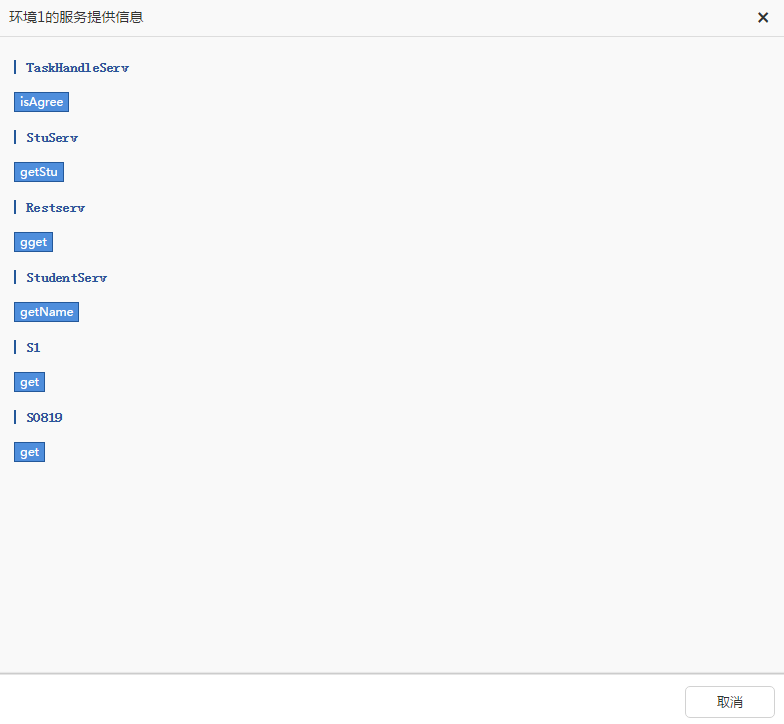 环境1的服务提供信息
TaskHandleServ
isAgree
StuServ
getStu
Restserv
gget
StudentServ
getName
S1
get
S0819
get
取消